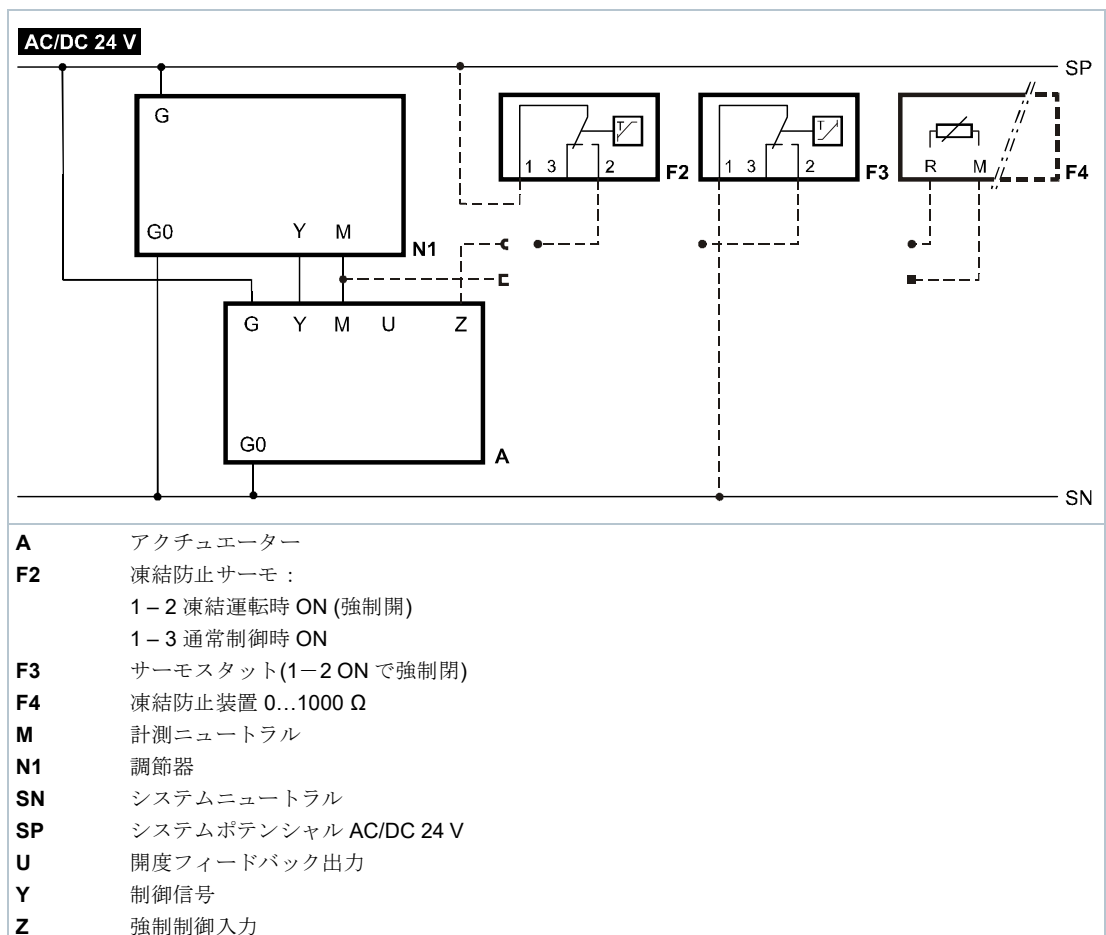 AC/DC 24 V
SP
G
G0 Y M
N1
1 3 2
F2
1 3 2
F3
R M
F4
G Y M U Z
G0
A
SN
A アクチュエーター
F2 凍結防止サーモ :
1 – 2 凍結運転時 ON (強制開)
1 – 3 通常制御時 ON
F3 サーモスタット(1－2 ON で強制閉)
F4 凍結防止装置 0…1000 Ω
M 計測ニュートラル
N1 調節器
SN システムニュートラル
SP システムポテンシャル AC/DC 24 V
U 開度フィードバック出力
Y 制御信号
Z 強制制御入力